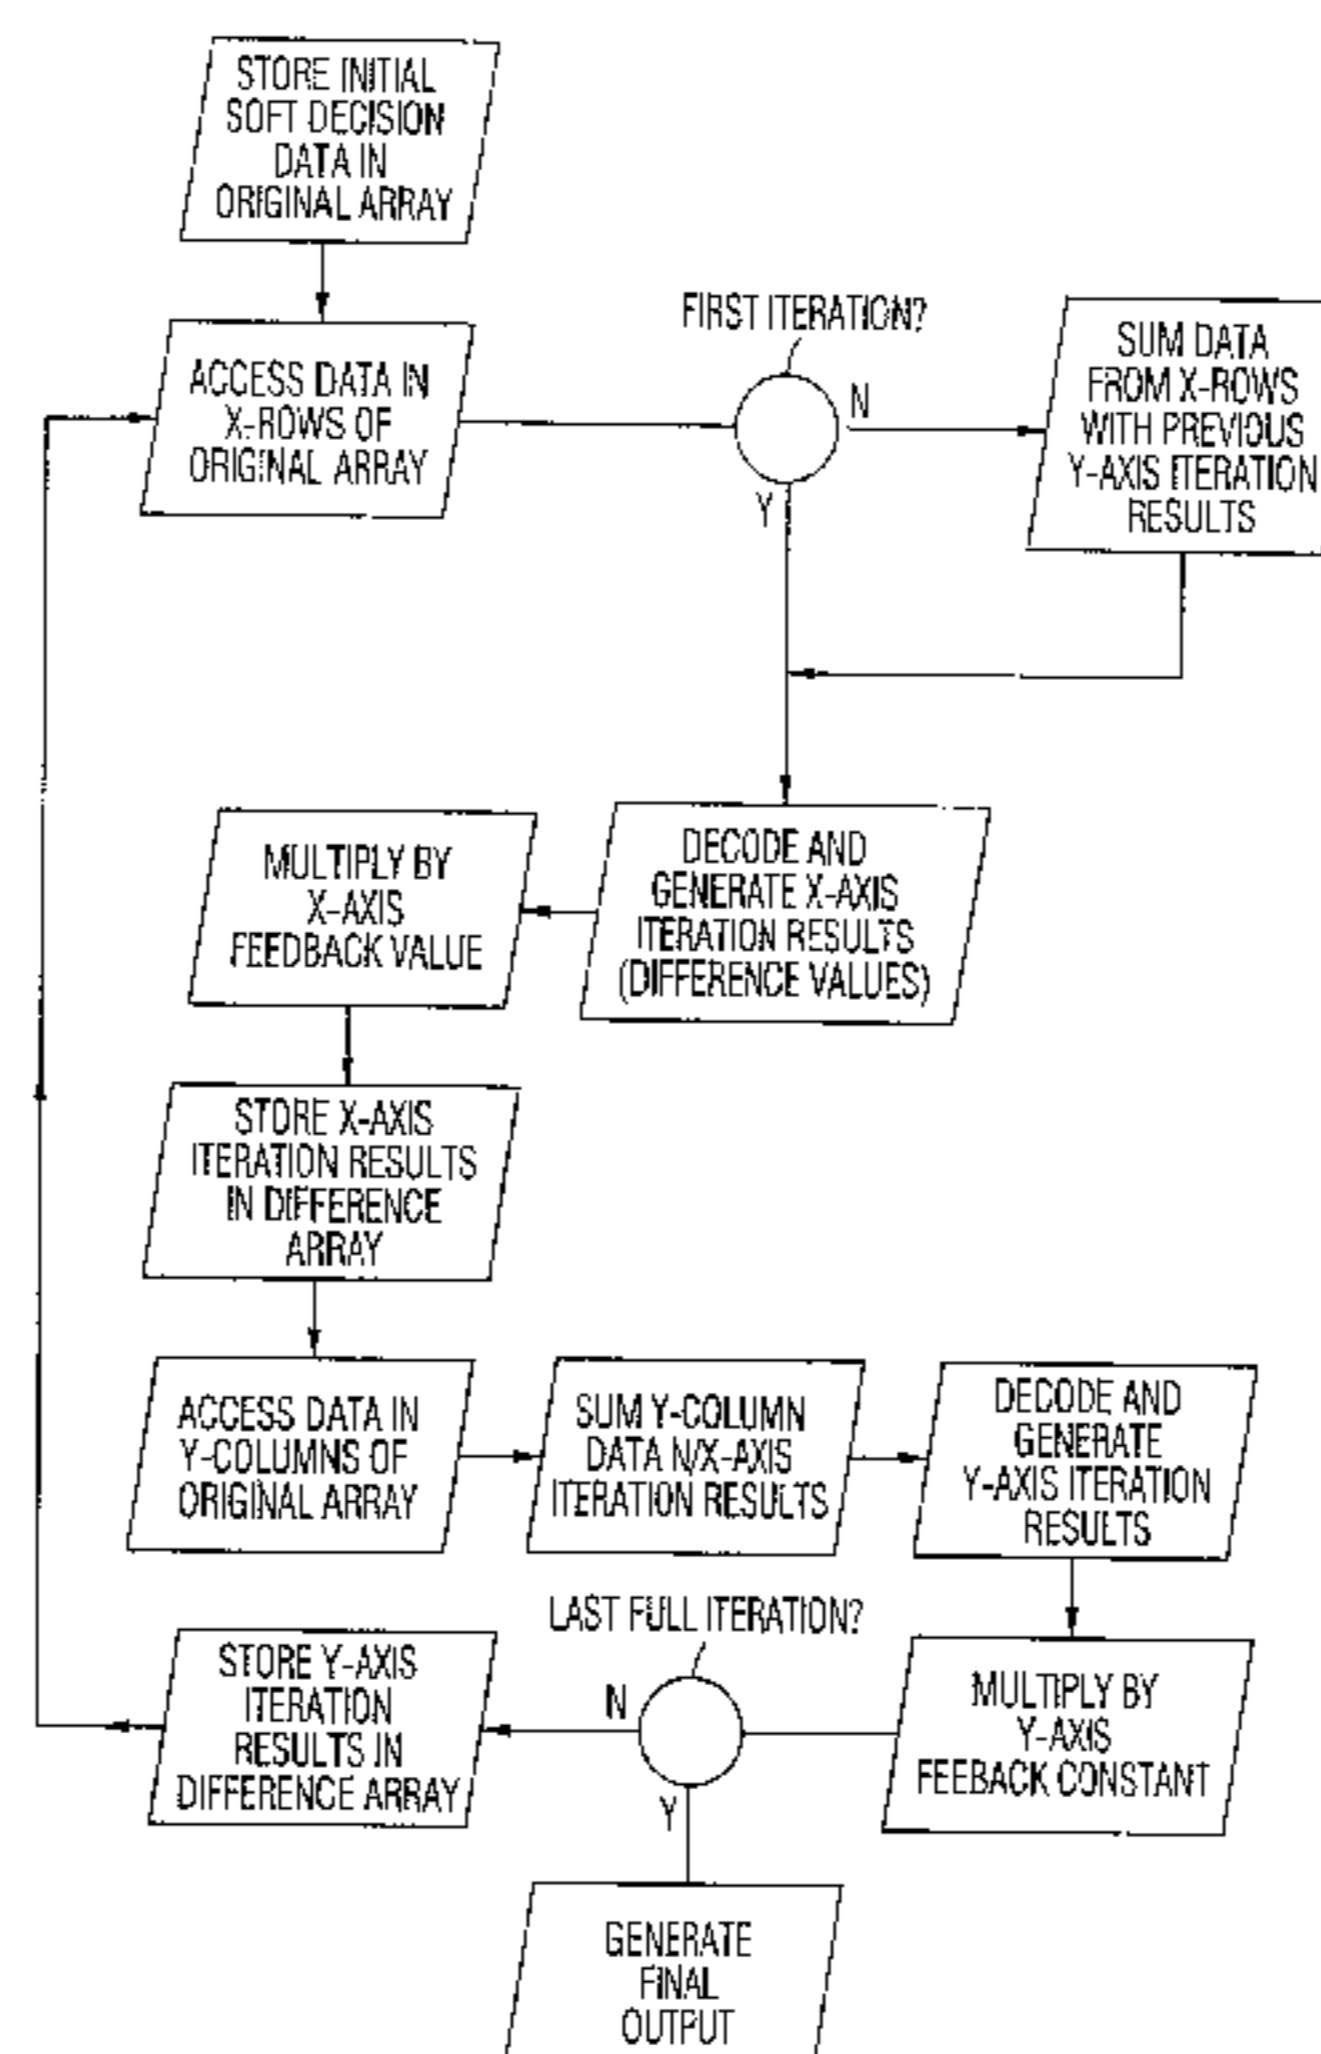 STORE INITIAL
SOFT DECISION
DATA IN
ORIGINAL ARRAY
ACCESS DATA IN
X-ROWS OF
ORIGINAL ARRAY
FIRST ITERATION?
N
Y
SUM DATA
FROM X-ROWS
WITH PREVIOUS
Y-AXIS ITERATION
RESULTS
DECODE AND
GENERATE X-AXIS
ITERATION RESULTS
(DIFFERENCE VALUES)
MULTIPLY BY
X-AXIS
FEEDBACK VALUE
STORE X-AXIS
ITERATION RESULTS
IN DIFFERENCE
ARRAY
ACCESS DATA IN
Y-COLUMNS OF
ORIGINAL ARRAY
SUM Y-COLUMN
DATA N/X-AXIS
ITERATION RESULTS
DECODE AND
GENERATE
Y-AXIS ITERATION
RESULTS
MULTIPLY BY
Y-AXIS
FEEBACK CONSTANT
LAST FULL ITERATION?
N
Y
STORE Y-AXIS
ITERATION
RESULTS IN
DIFFERENCE ARRAY
GENERATE
FINAL
OUTPUT